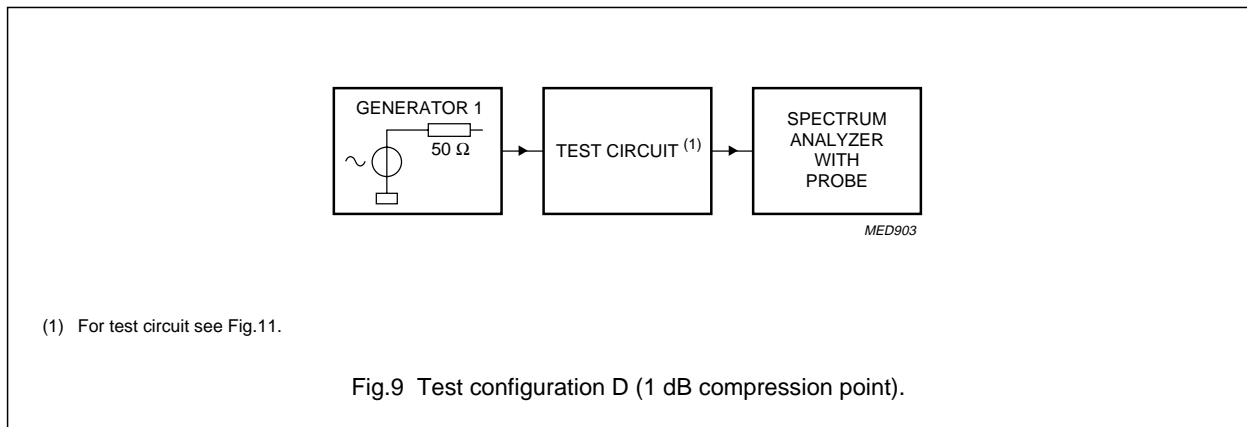 GENERATOR 1
50 Ω
TEST CIRCUIT (1)
SPECTRUM
ANALYZER
WITH
PROBE
MED903
(1) For test circuit see Fig.11.
Fig.9 Test configuration D (1 dB compression point).